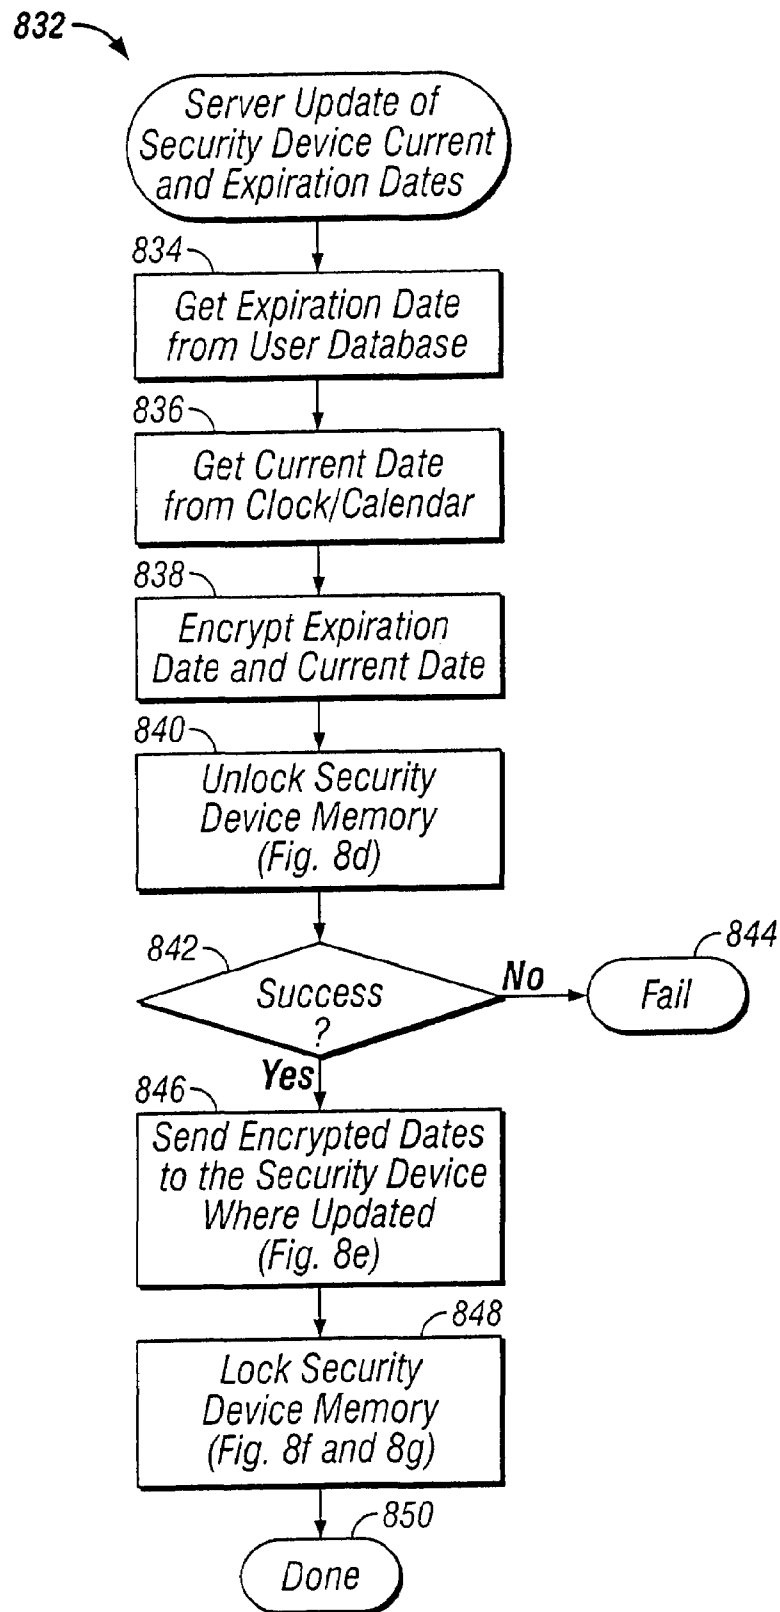 832
Server Update of
Security Device Current
and Expiration Dates
834
Get Expiration Date
from User Database
836
Get Current Date
from Clock/Calendar
838
Encrypt Expiration
Date and Current Date
840
Unlock Security
Device Memory
(Fig. 8d)
842
Success
?
No
844
Fail
Yes
846
Send Encrypted Dates
to the Security Device
Where Updated
(Fig. 8e)
848
Lock Security
Device Memory
(Fig. 8f and 8g)
850
Done